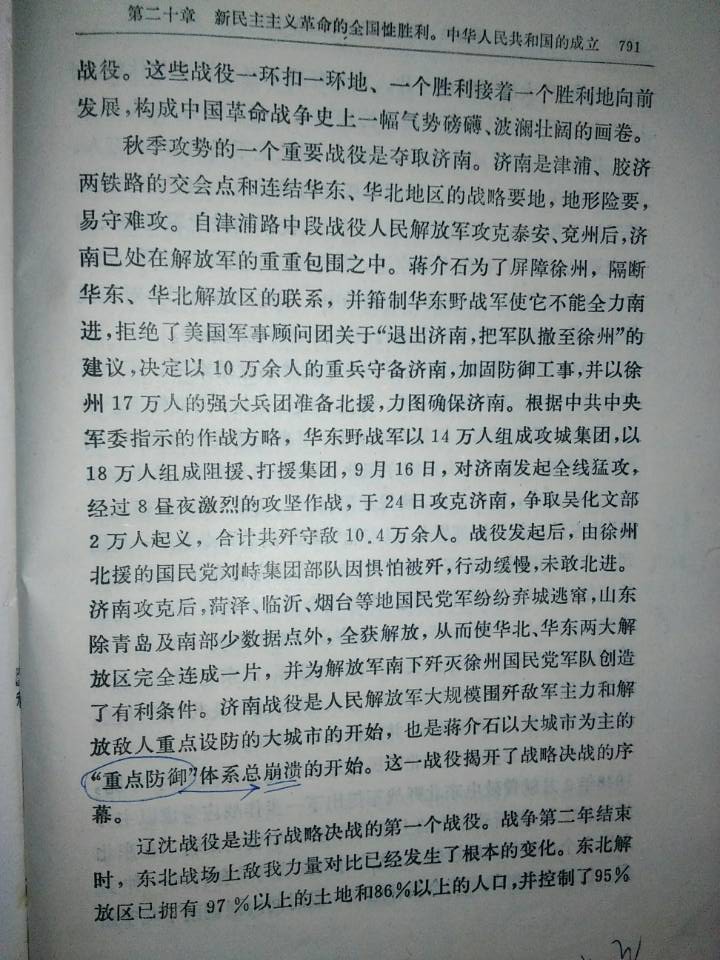 第二十章 新民主主义革命的全国性胜利。中华人民共和国的成立 791
战役。这些战役一环扣一环地、一个胜利接着一个胜利地向前
发展，构成中国革命战争史上一幅气势磅礴、波澜壮阔的画卷。
秋季攻势的一个重要战役是夺取济南。济南是津浦、胶济
两铁路的交会点和连结华东、华北地区的战略要地，地形险要，
易守难攻。自津浦路中段战役人民解放军攻克泰安、兖州后，济
南已处在解放军的重重包围之中。蒋介石为了屏障徐州，隔断
华东、华北解放区的联系，并箝制华东野战军使它不能全力南
进，拒绝了美国军事顾问团关于“退出济南，把军队撤至徐州”的
建议，决定以 10 万余人的重兵守备济南，加固防御工事，并以徐
州 17 万人的强大兵团准备北援，力图确保济南。根据中共中央
军委指示的作战方略，华东野战军以 14 万人组成攻城集团，以
18 万人组成阻援、打援集团，9 月 16 日，对济南发起全线猛攻，
经过 8 昼夜激烈的攻坚作战，于 24 日攻克济南，争取吴化文部
2 万人起义，合计共歼守敌 10.4 万余人。战役发起后，由徐州
北援的国民党刘峙集团部队因惧怕被歼，行动缓慢，未敢北进。
济南攻克后，菏泽、临沂、烟台等地国民党军纷纷弃城逃窜，山东
除青岛及南部少数据点外，全获解放，从而使华北、华东两大解
放区完全连成一片，并为解放军南下歼灭徐州国民党军队创造
了有利条件。济南战役是人民解放军大规模围歼敌军主力和解
放敌人重点设防的大城市的开始，也是蒋介石以大城市为主的
“重点防御”体系总崩溃的开始。这一战役揭开了战略决战的序
幕。
辽沈战役是进行战略决战的第一个战役。战争第二年结束
时，东北战场上敌我力量对比已经发生了根本的变化。东北解
放区已拥有 97 %以上的土地和86%以上的人口，并控制了95%